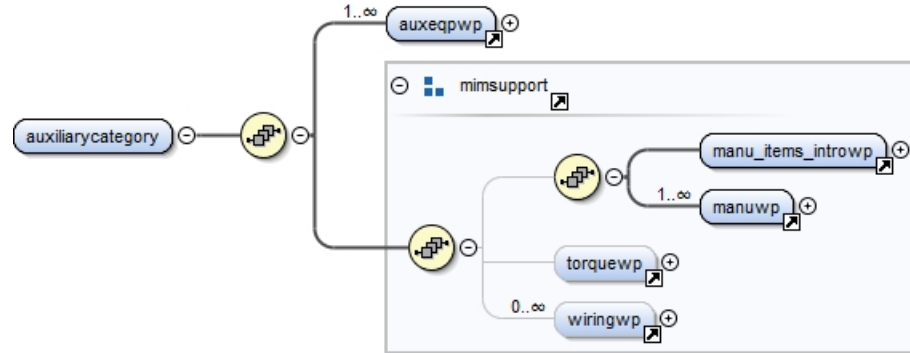 1..∞
auxeqpwp
mimsupport
auxiliarycategory
manu_items_introwp
1..∞
manuwp
torquewp
0..∞
wiringwp